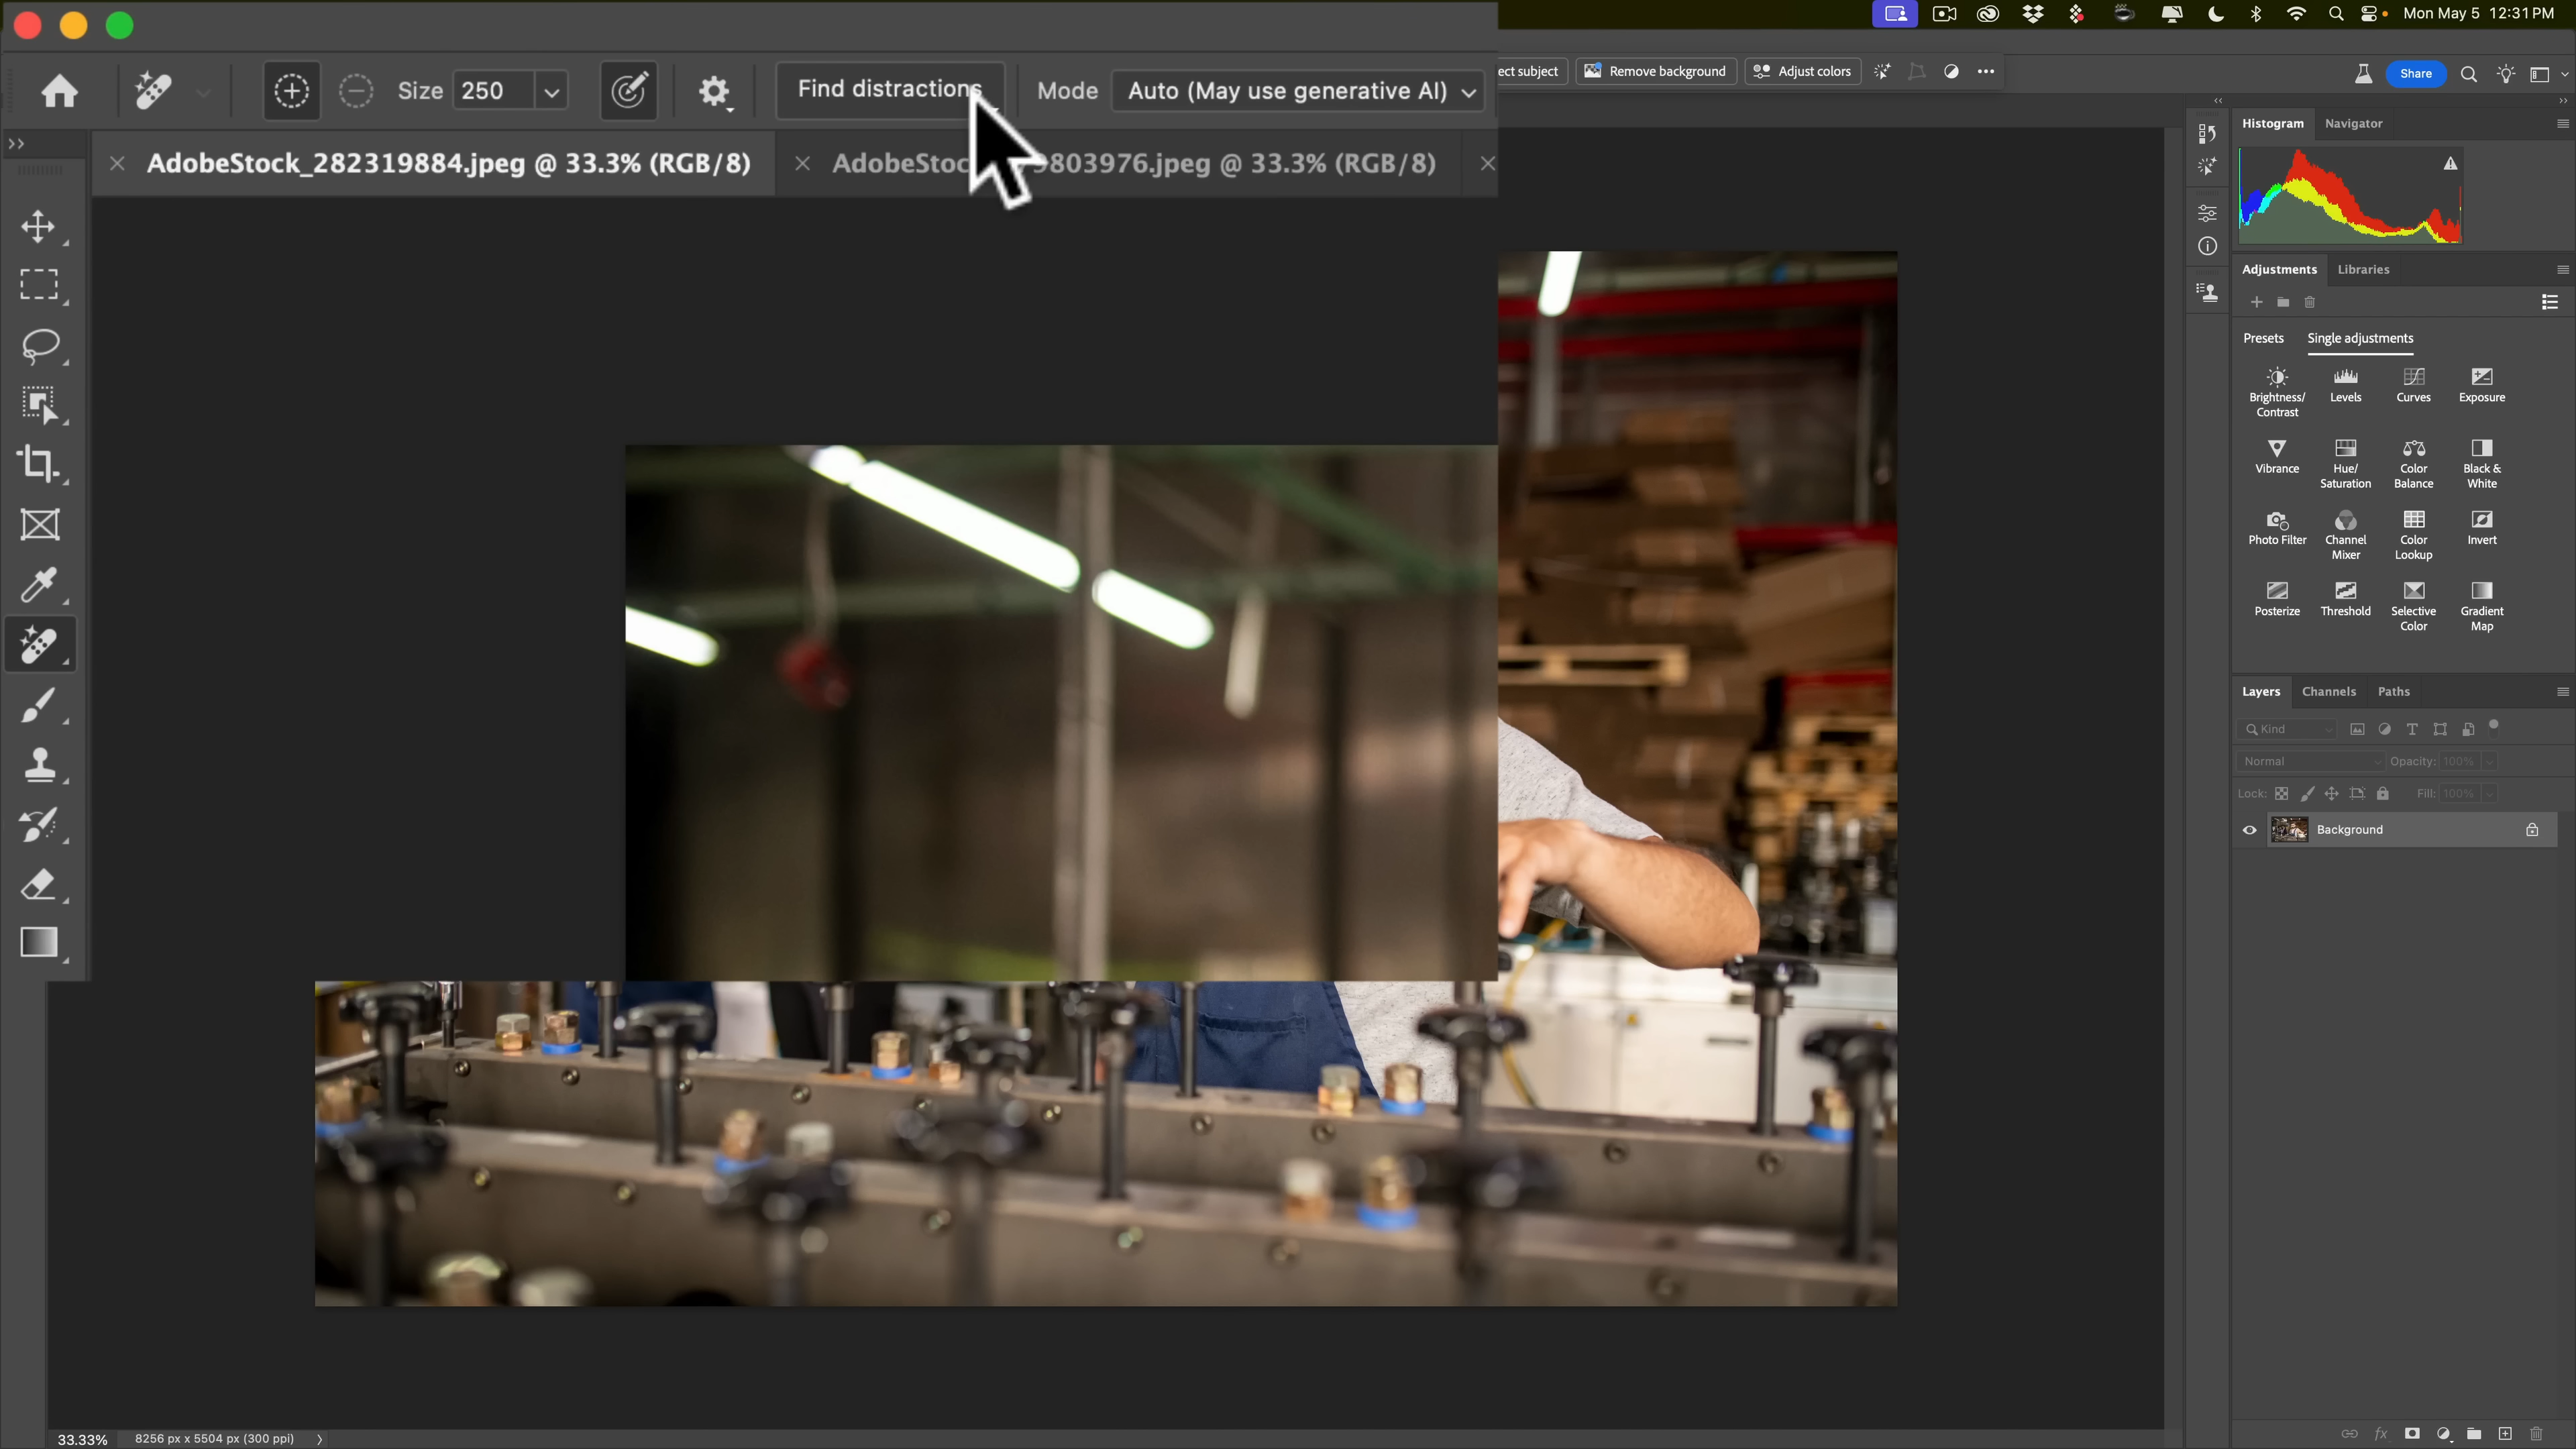 Mon May 5 12:31 PM
Size 250
Find distractions
Mode Auto (May use generative AI)
ect subject
Remove background
Adjust colors
Share
AdobeStock_282319884.jpeg @ 33.3% (RGB/8)
AdobeStoc 9803976.jpeg @ 33.3% (RGB/8)
Histogram Navigator
Adjustments Libraries
Presets Single adjustments
Brightness/
Contrast
Levels
Curves
Exposure
Vibrance
Hue/
Saturation
Color
Balance
Black &
White
Photo Filter
Channel
Mixer
Color
Lookup
Invert
Posterize
Threshold
Selective
Color
Gradient
Map
Layers Channels Paths
Kind
Normal Opacity: 100%
Lock: Fill: 100%
Background
fx
33.33% 8256 px x 5504 px (300 ppi)